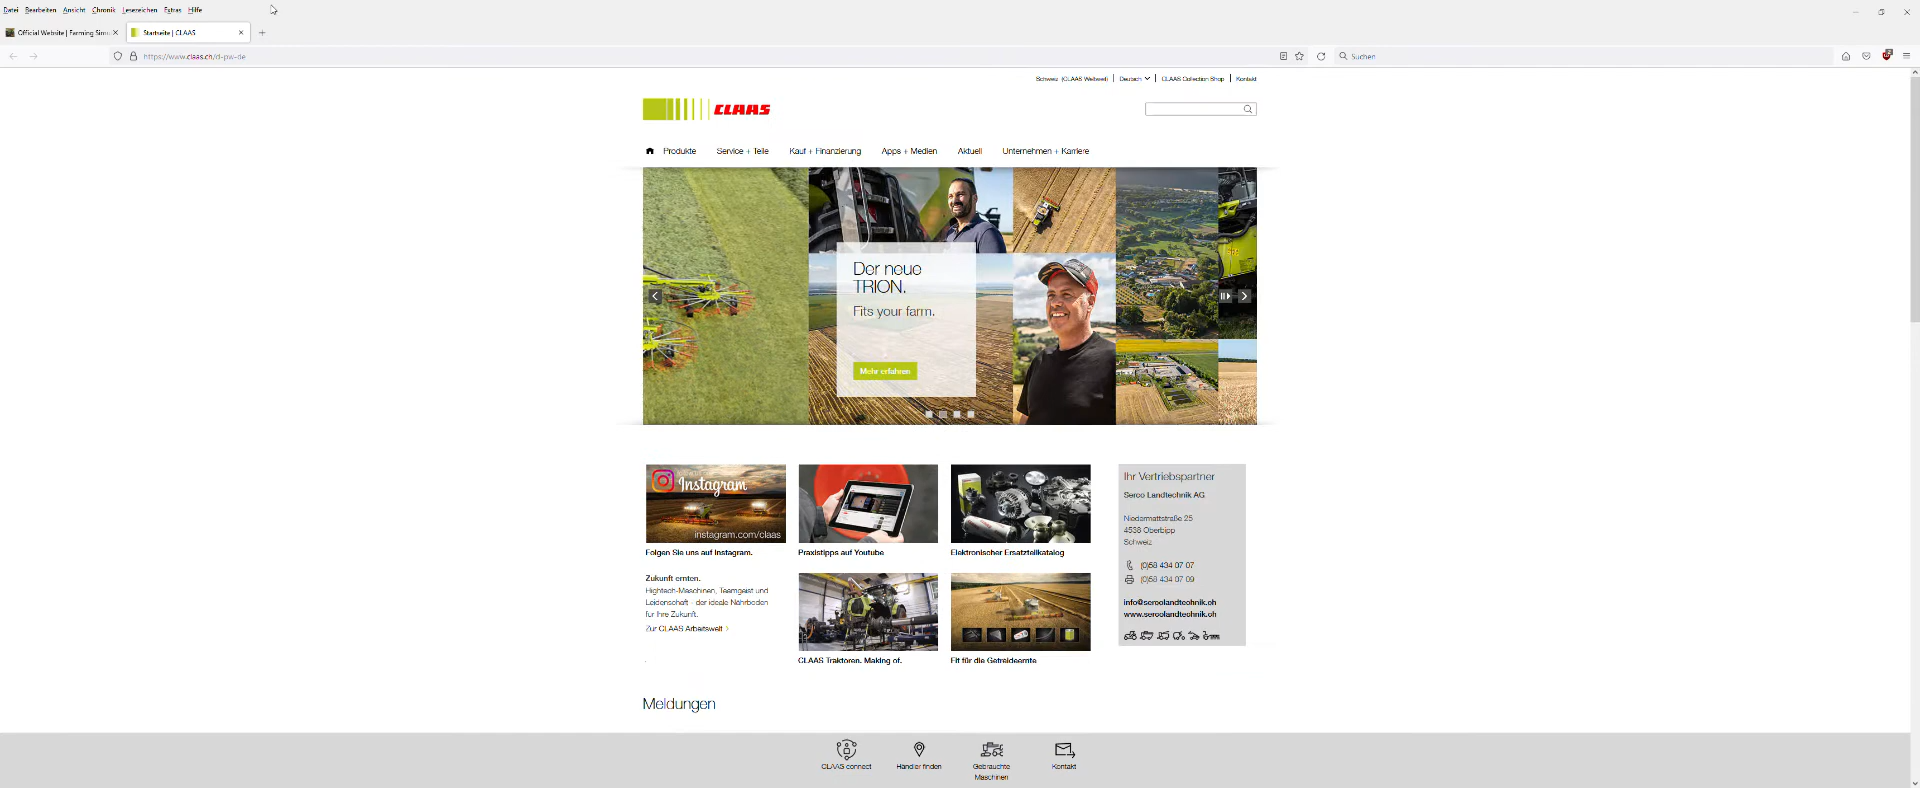 Datei Bearbeiten Ansicht Chronik Lesezeichen Extras Hilfe
Official Website | Farming Simu
Startseite | CLAAS
https://www.claas.ch/cl-pw-de
Suchen
Schweiz (CLAAS Weltweit) Deutsch CLAAS Collection Shop Kontakt
CLAAS
Produkte Service + Teile Kauf + Finanzierung Apps + Medien Aktuell Unternehmen + Karriere
Der neue
TRION.
Fits your farm.
Mehr erfahren
Instagram
instagram.com/claas
Folgen Sie uns auf Instagram.
Praxistipps auf Youtube
Elektronischer Ersatzteilkatalog
Zukunft ernten.
Hightech-Maschinen, Teamgeist und
Leidenschaft - der ideale Nährboden
für Ihre Zukunft.
Zur CLAAS Arbeitswelt
CLAAS Traktoren. Making of.
Fit für die Getreideernte
Ihr Vertriebspartner
Serco Landtechnik AG
Niedermattstraße 25
4538 Oberbipp
Schweiz
(0)58 434 07 07
(0)58 434 07 09
info@sercolandtechnik.ch
www.sercolandtechnik.ch
Meldungen
CLAAS connect
Händler finden
Gebrauchte
Maschinen
Kontakt